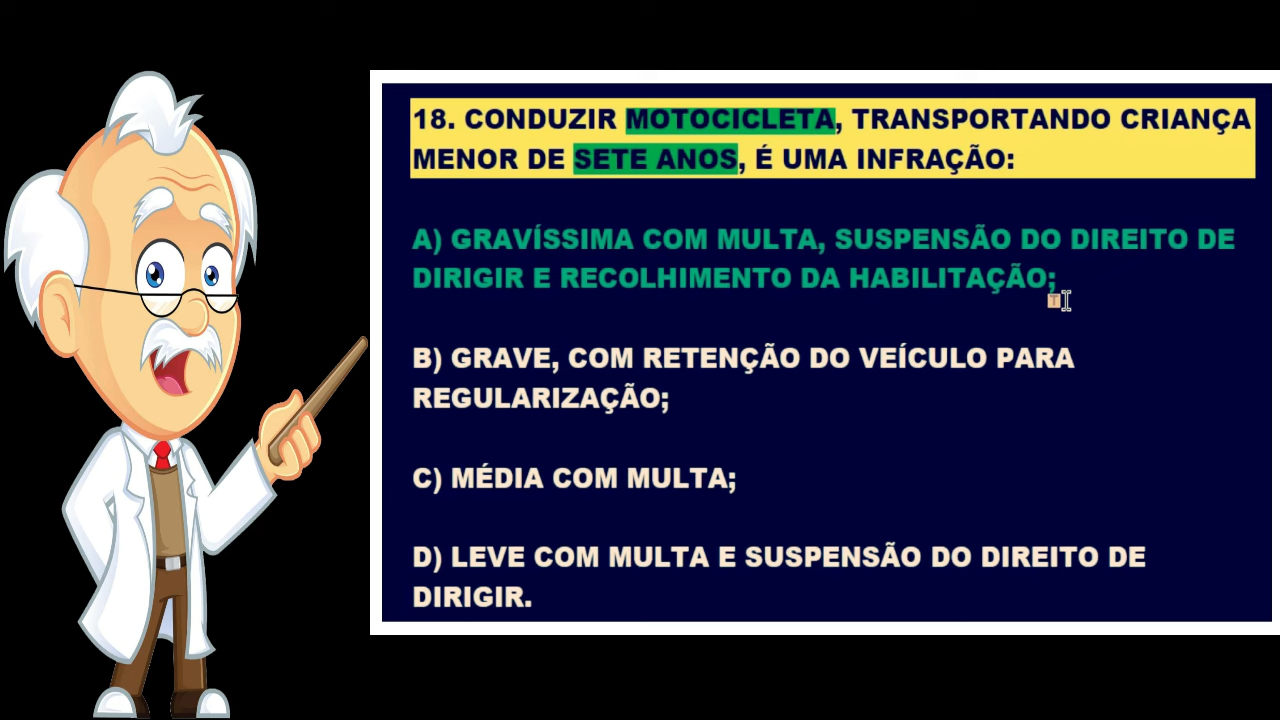 18. CONDUZIR MOTOCICLETA, TRANSPORTANDO CRIANÇA
MENOR DE SETE ANOS, É UMA INFRAÇÃO:
A) GRAVÍSSIMA COM MULTA, SUSPENSÃO DO DIREITO DE
DIRIGIR E RECOLHIMENTO DA HABILITAÇÃO;
B) GRAVE, COM RETENÇÃO DO VEÍCULO PARA
REGULARIZAÇÃO;
C) MÉDIA COM MULTA;
D) LEVE COM MULTA E SUSPENSÃO DO DIREITO DE
DIRIGIR.